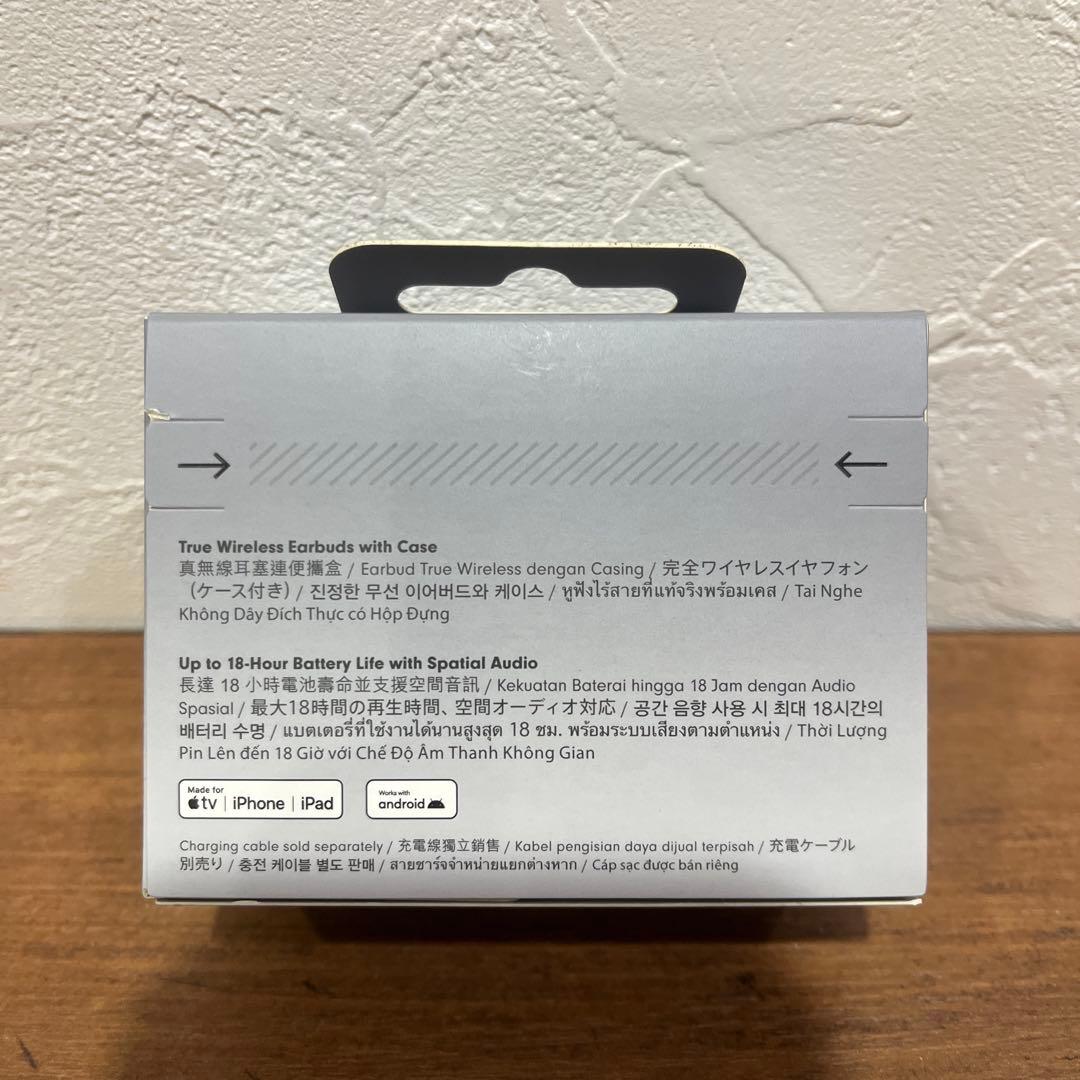 True Wireless Earbuds with Case
真無線耳塞連便攜盒 / Earbud True Wireless dengan Casing / 完全ワイヤレスイヤフォン
（ケース付き）/ 진정한 무선 이어버드와 케이스 / หูฟังไร้สายที่แท้จริงพร้อมเคส / Tai Nghe
Không Dây Đích Thực có Hộp Đựng
Up to 18-Hour Battery Life with Spatial Audio
長達 18 小時電池壽命並支援空間音訊 / Kekuatan Baterai hingga 18 Jam dengan Audio
Spasial / 最大18時間の再生時間、空間オーディオ対応 / 공간 음향 사용 시 최대 18시간의
배터리 수명 / แบตเตอรี่ที่ใช้งานได้นานสูงสุด 18 ชม. พร้อมระบบเสียงตามตำแหน่ง / Thời Lượng
Pin Lên đến 18 Giờ với Chế Độ Âm Thanh Không Gian
Made for
tv | iPhone | iPad
Works with
android
Charging cable sold separately / 充電線獨立銷售 / Kabel pengisian daya dijual terpisah / 充電ケーブル
別売り / 충전 케이블 별도 판매 / สายชาร์จจำหน่ายแยกต่างหาก / Cáp sạc được bán riêng